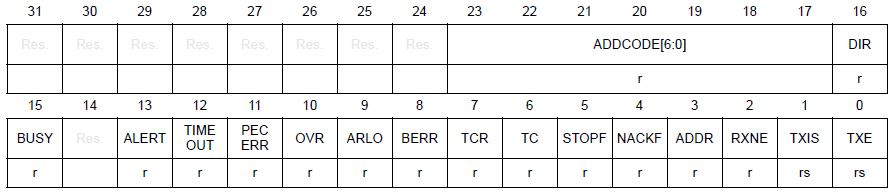 31 30 29 28 27 26 25 24 23 22 21 20 19 18 17 16
Res. Res. Res. Res. Res. Res. Res. Res. ADDCODE[6:0] DIR
r r
15 14 13 12 11 10 9 8 7 6 5 4 3 2 1 0
BUSY Res. ALERT TIME OUT PEC ERR OVR ARLO BERR TCR TC STOPF NACKF ADDR RXNE TXIS TXE
r r r r r r r r r r r r r rs rs